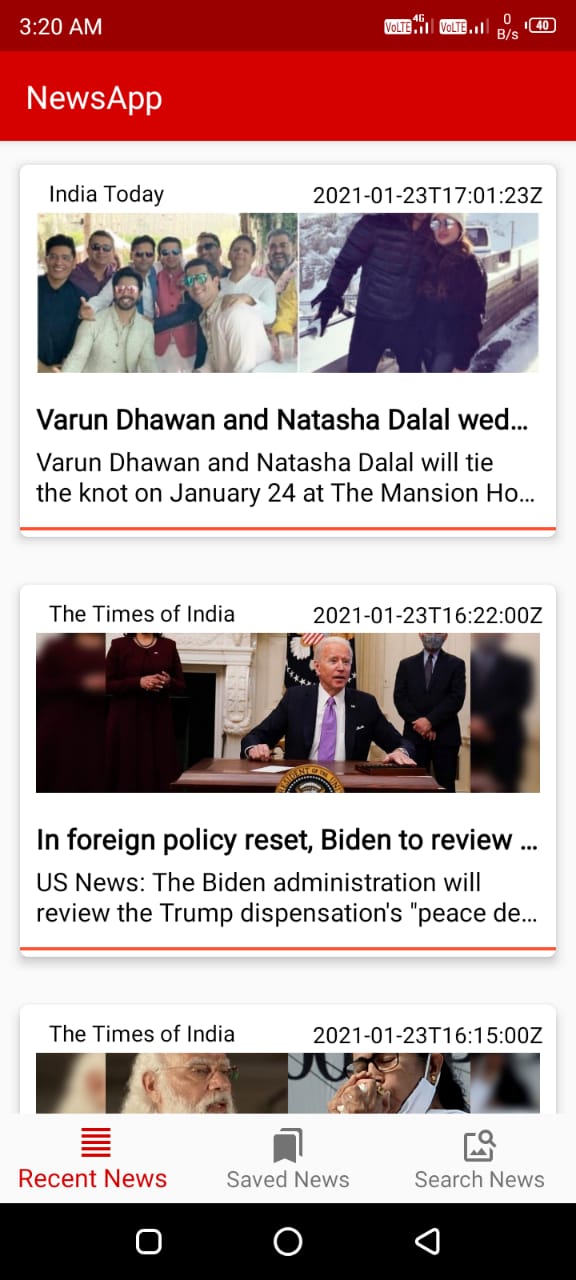 3:20 AM VoLTE 4G VoLTE 0 B/s 40
NewsApp
India Today 2021-01-23T17:01:23Z
Varun Dhawan and Natasha Dalal wed...
Varun Dhawan and Natasha Dalal will tie
the knot on January 24 at The Mansion Ho...
The Times of India 2021-01-23T16:22:00Z
In foreign policy reset, Biden to review ...
US News: The Biden administration will
review the Trump dispensation's "peace de...
The Times of India 2021-01-23T16:15:00Z
Recent News Saved News Search News